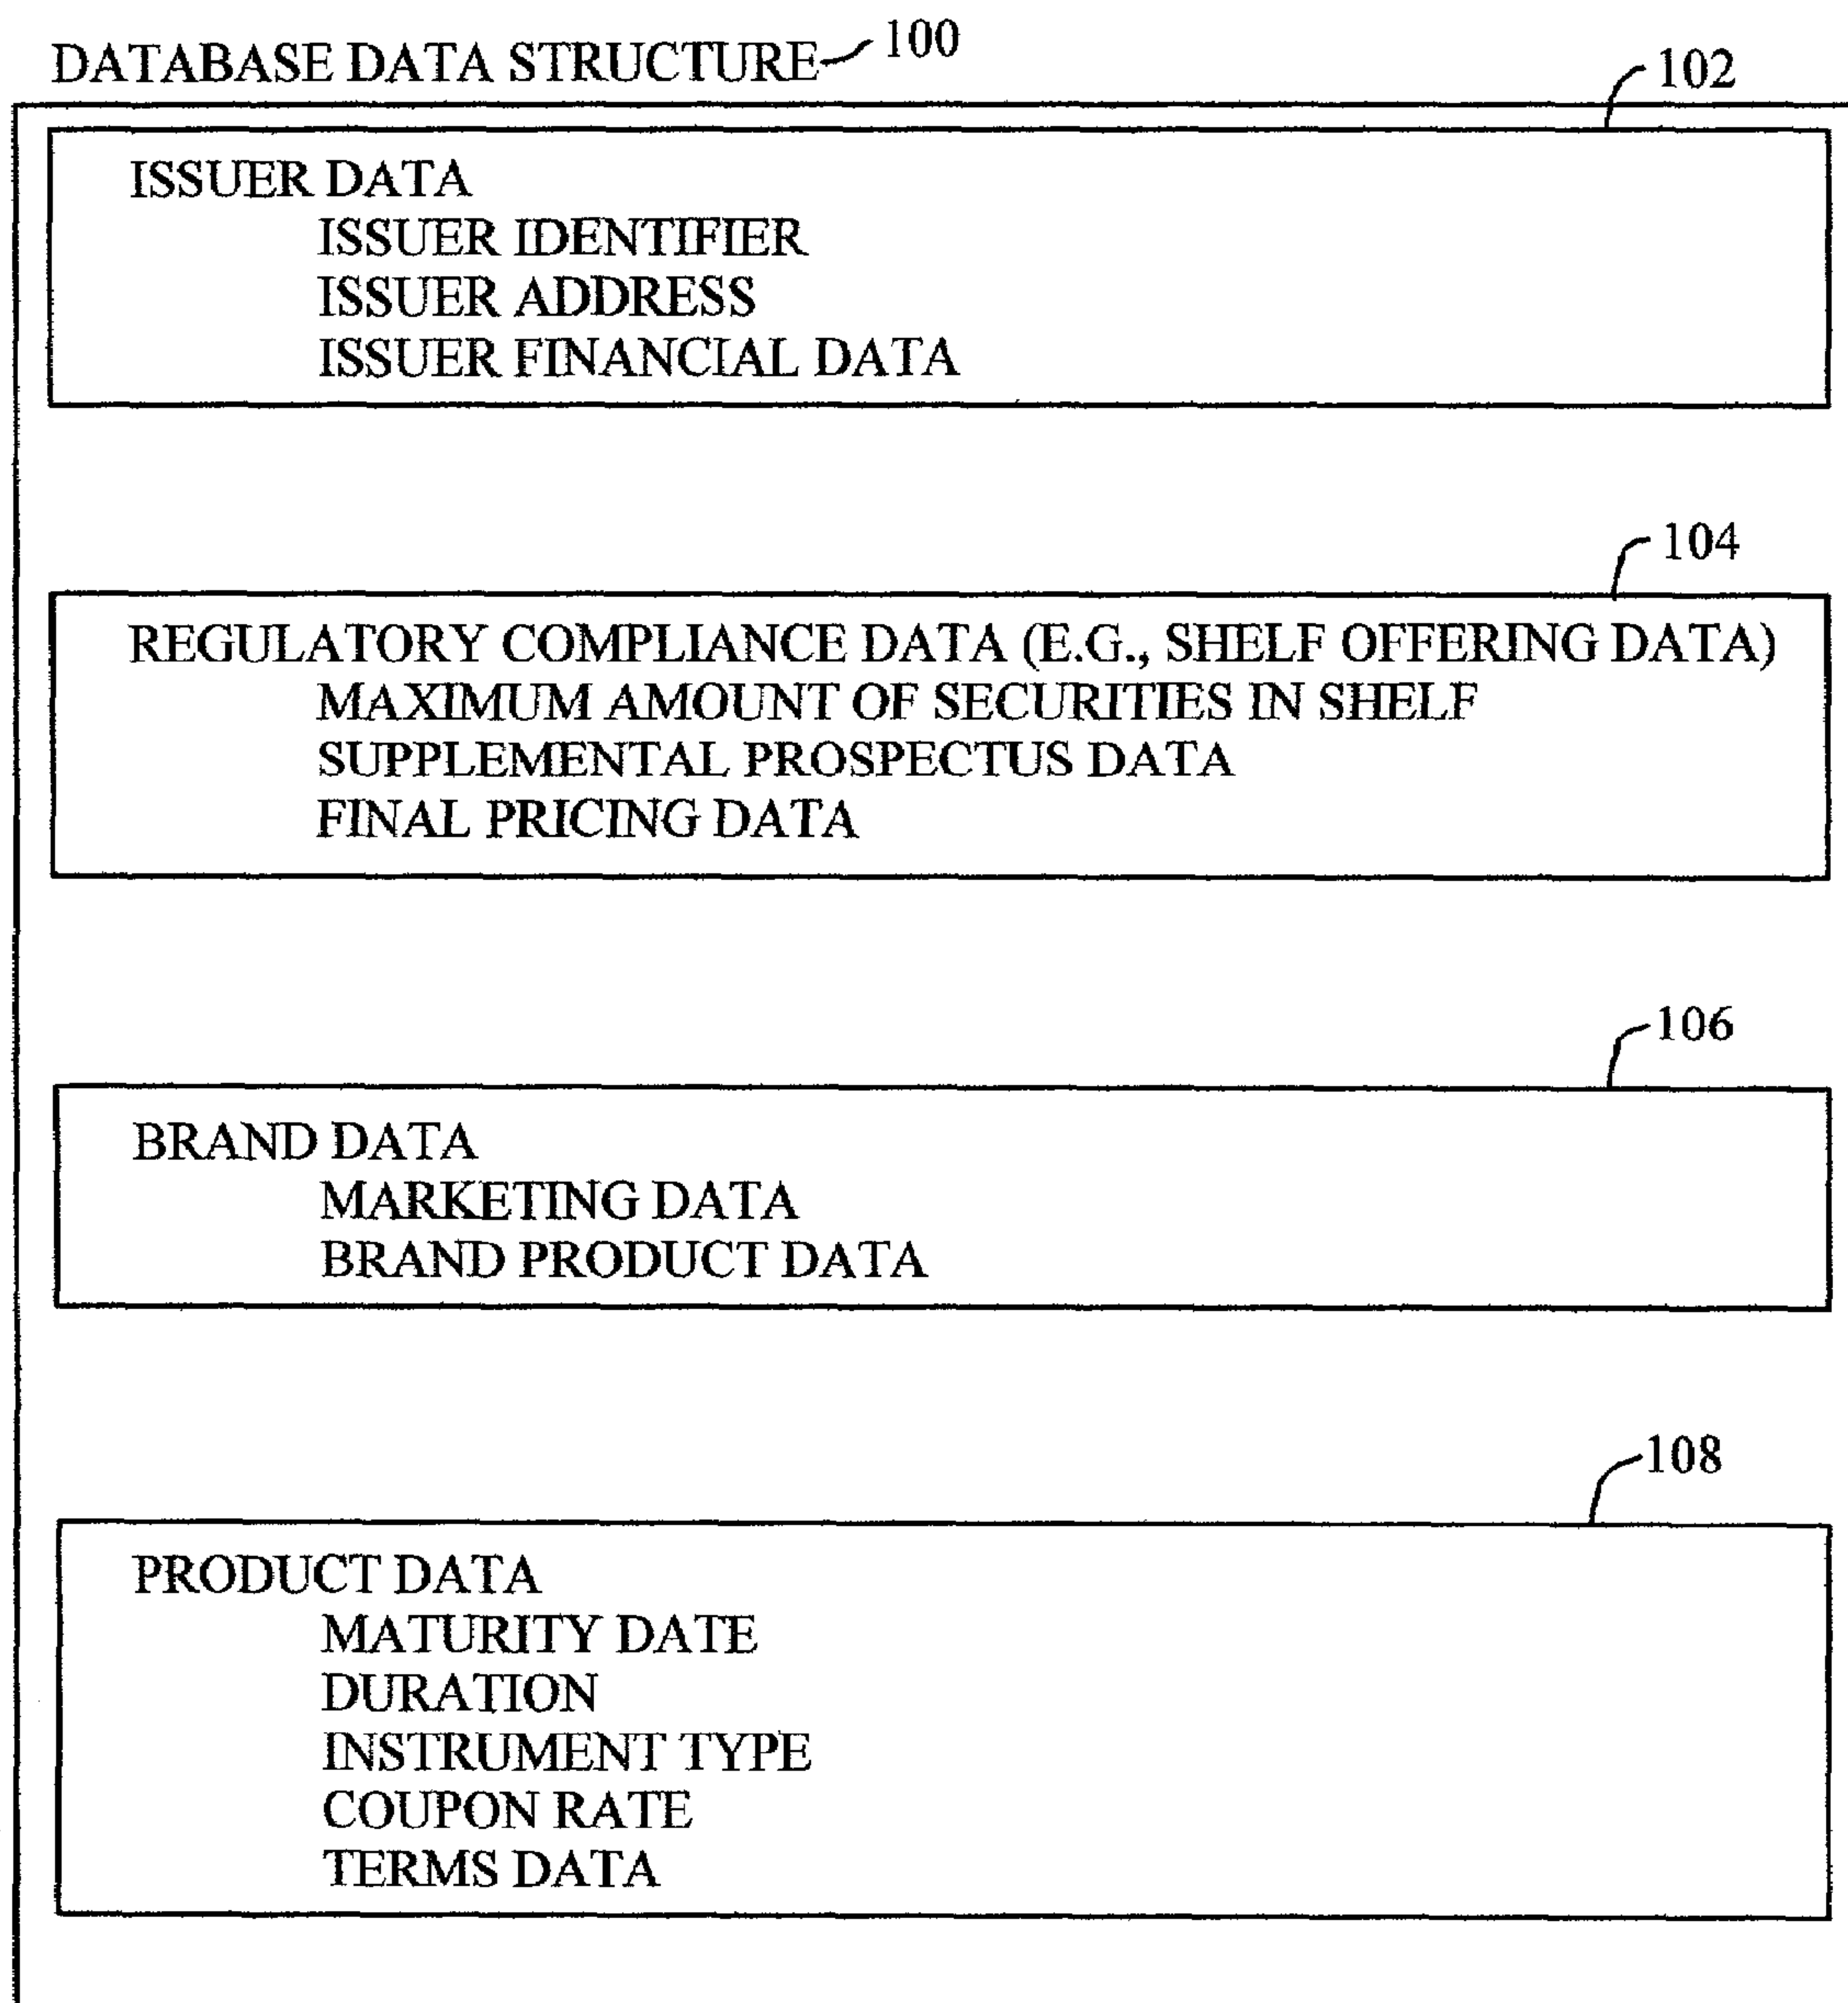 DATABASE DATA STRUCTURE 100
102
ISSUER DATA
ISSUER IDENTIFIER
ISSUER ADDRESS
ISSUER FINANCIAL DATA
104
REGULATORY COMPLIANCE DATA (E.G., SHELF OFFERING DATA)
MAXIMUM AMOUNT OF SECURITIES IN SHELF
SUPPLEMENTAL PROSPECTUS DATA
FINAL PRICING DATA
106
BRAND DATA
MARKETING DATA
BRAND PRODUCT DATA
108
PRODUCT DATA
MATURITY DATE
DURATION
INSTRUMENT TYPE
COUPON RATE
TERMS DATA